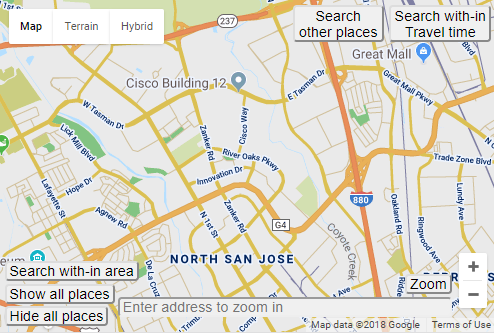 Map Terrain Hybrid
237
Search
other places
Search with-in
Travel time
Great Mall
Cisco Building 12
E Tasman Dr
Great Mall Pkwy
W Tasman Dr
Cisco Way
Zanker Rd
Lick Mill Blvd
River Oaks Pkwy
Trade Zone Blvd
Innovation Dr
Hope Dr
Lafayette St
880
Agnew Rd
N 1st St
Zanker Rd
G4
Oakland Rd
Ringwood Ave
Lundy Ave
Coyote Creek
NORTH SAN JOSE
De La Cruz
Search with-in area
+
Zoom
−
Show all places
Enter address to zoom in
Hide all places
Map data ©2018 Google Terms of Use